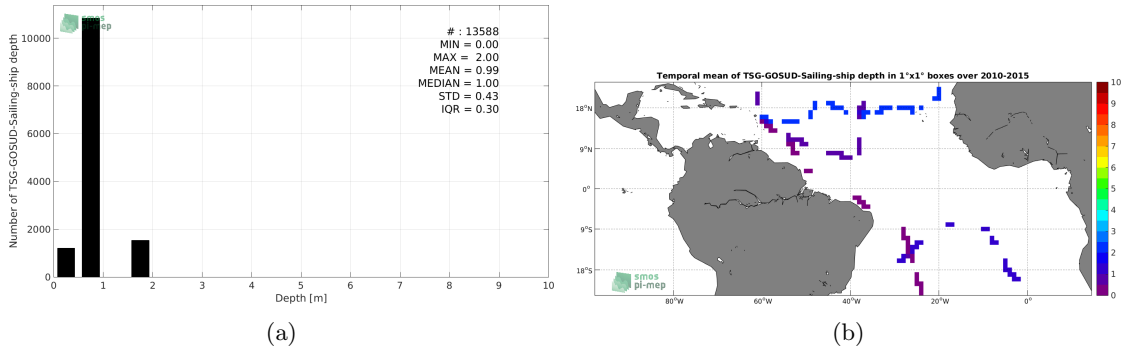 smos
pi-mep
# : 13588
MIN = 0.00
MAX = 2.00
MEAN = 0.99
MEDIAN = 1.00
STD = 0.43
IQR = 0.30
Number of TSG-GOSUD-Sailing-ship depth
10000
8000
6000
4000
2000
0
0 1 2 3 4 5 6 7 8 9 10
Depth [m]
(a)
Temporal mean of TSG-GOSUD-Sailing-ship depth in 1°x1° boxes over 2010-2015
18°N
9°N
0°
9°S
18°S
80°W 60°W 40°W 20°W 0°
10
9
8
7
6
5
4
3
2
1
0
smos
pi-mep
(b)